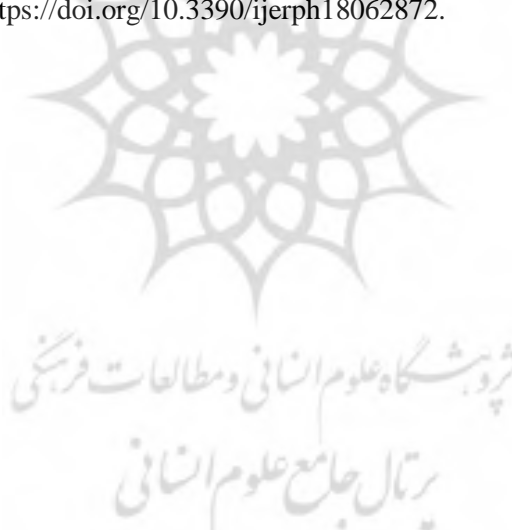 tps://doi.org/10.3390/ijerph18062872.
پژوهشگاه علوم انسانی و مطالعات فرهنگی
پرتال جامع علوم انسانی